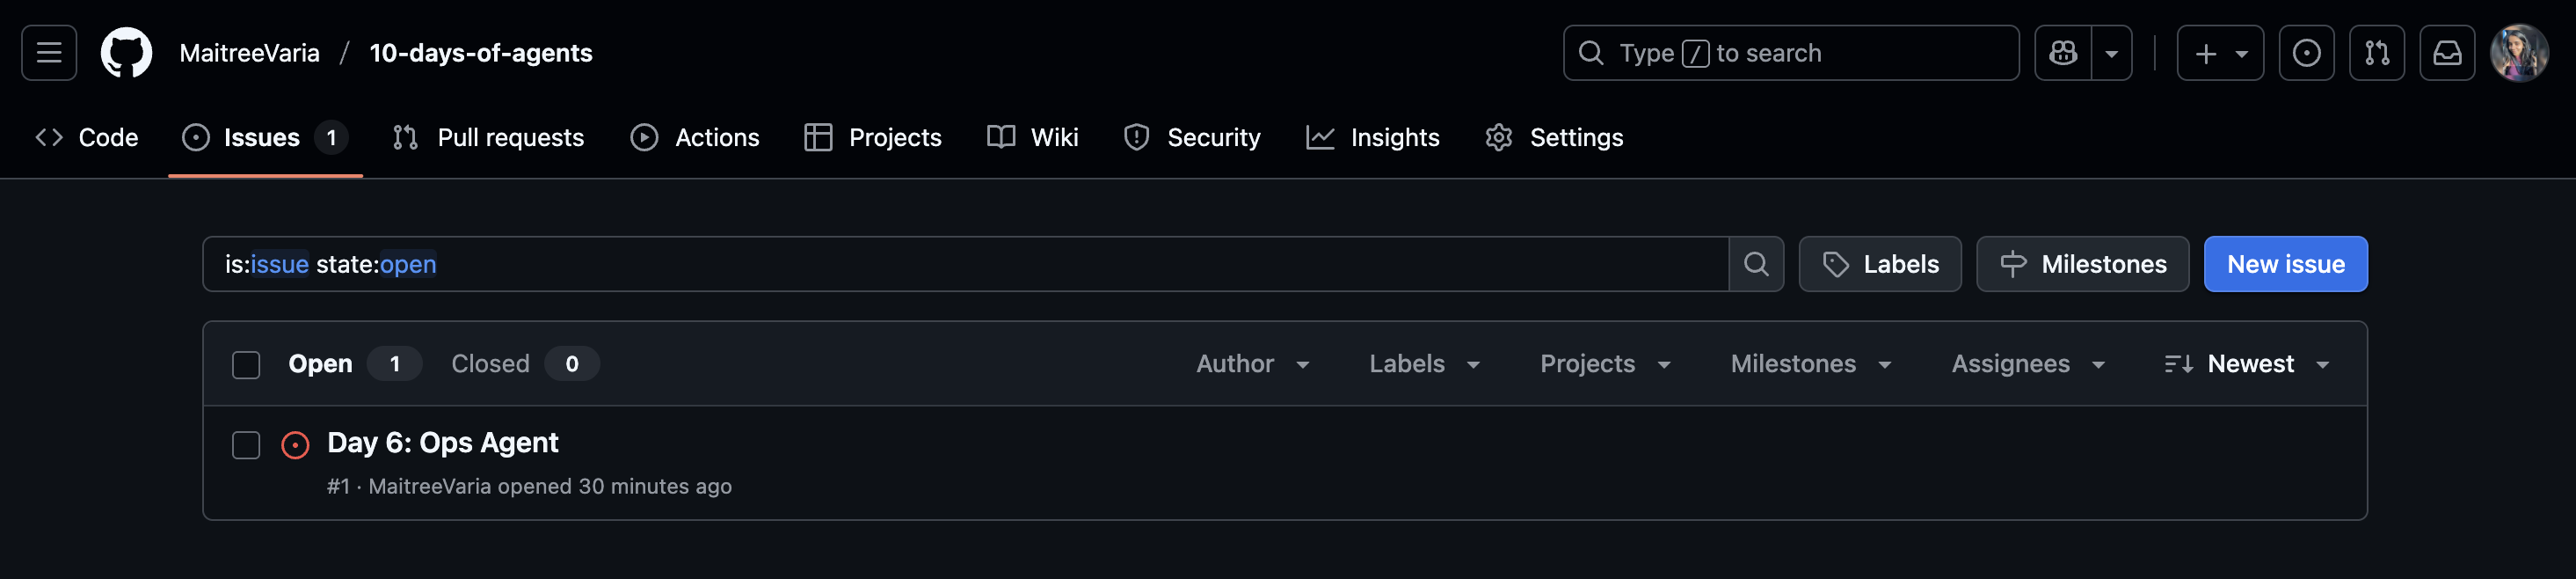 MaitreeVaria / 10-days-of-agents
Type / to search
Code Issues 1 Pull requests Actions Projects Wiki Security Insights Settings
is:issue state:open
Labels Milestones New issue
Open 1 Closed 0 Author Labels Projects Milestones Assignees Newest
Day 6: Ops Agent
#1 · MaitreeVaria opened 30 minutes ago